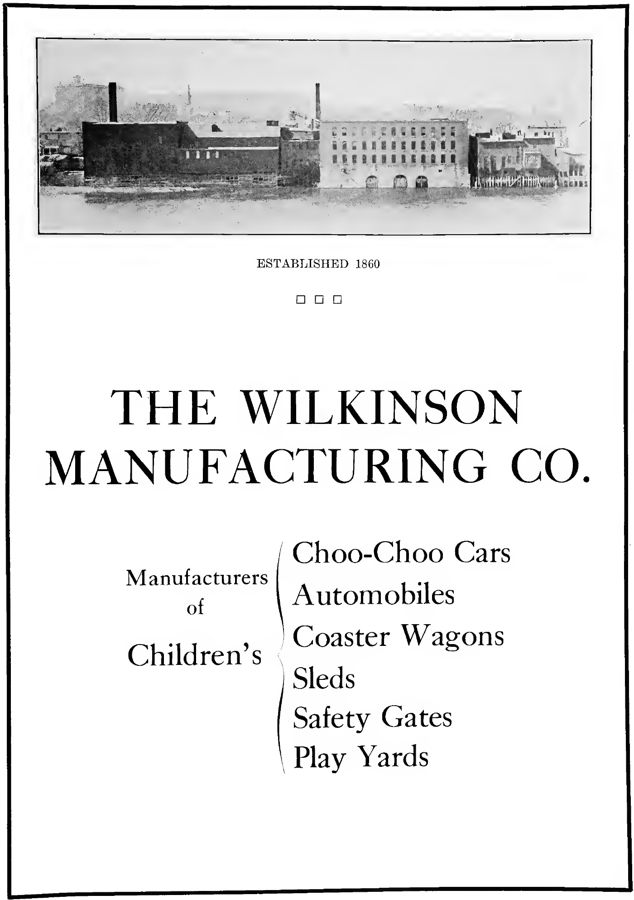 ESTABLISHED 1860
THE WILKINSON
MANUFACTURING CO.
Manufacturers
of
Children's
Choo-Choo Cars
Automobiles
Coaster Wagons
Sleds
Safety Gates
Play Yards